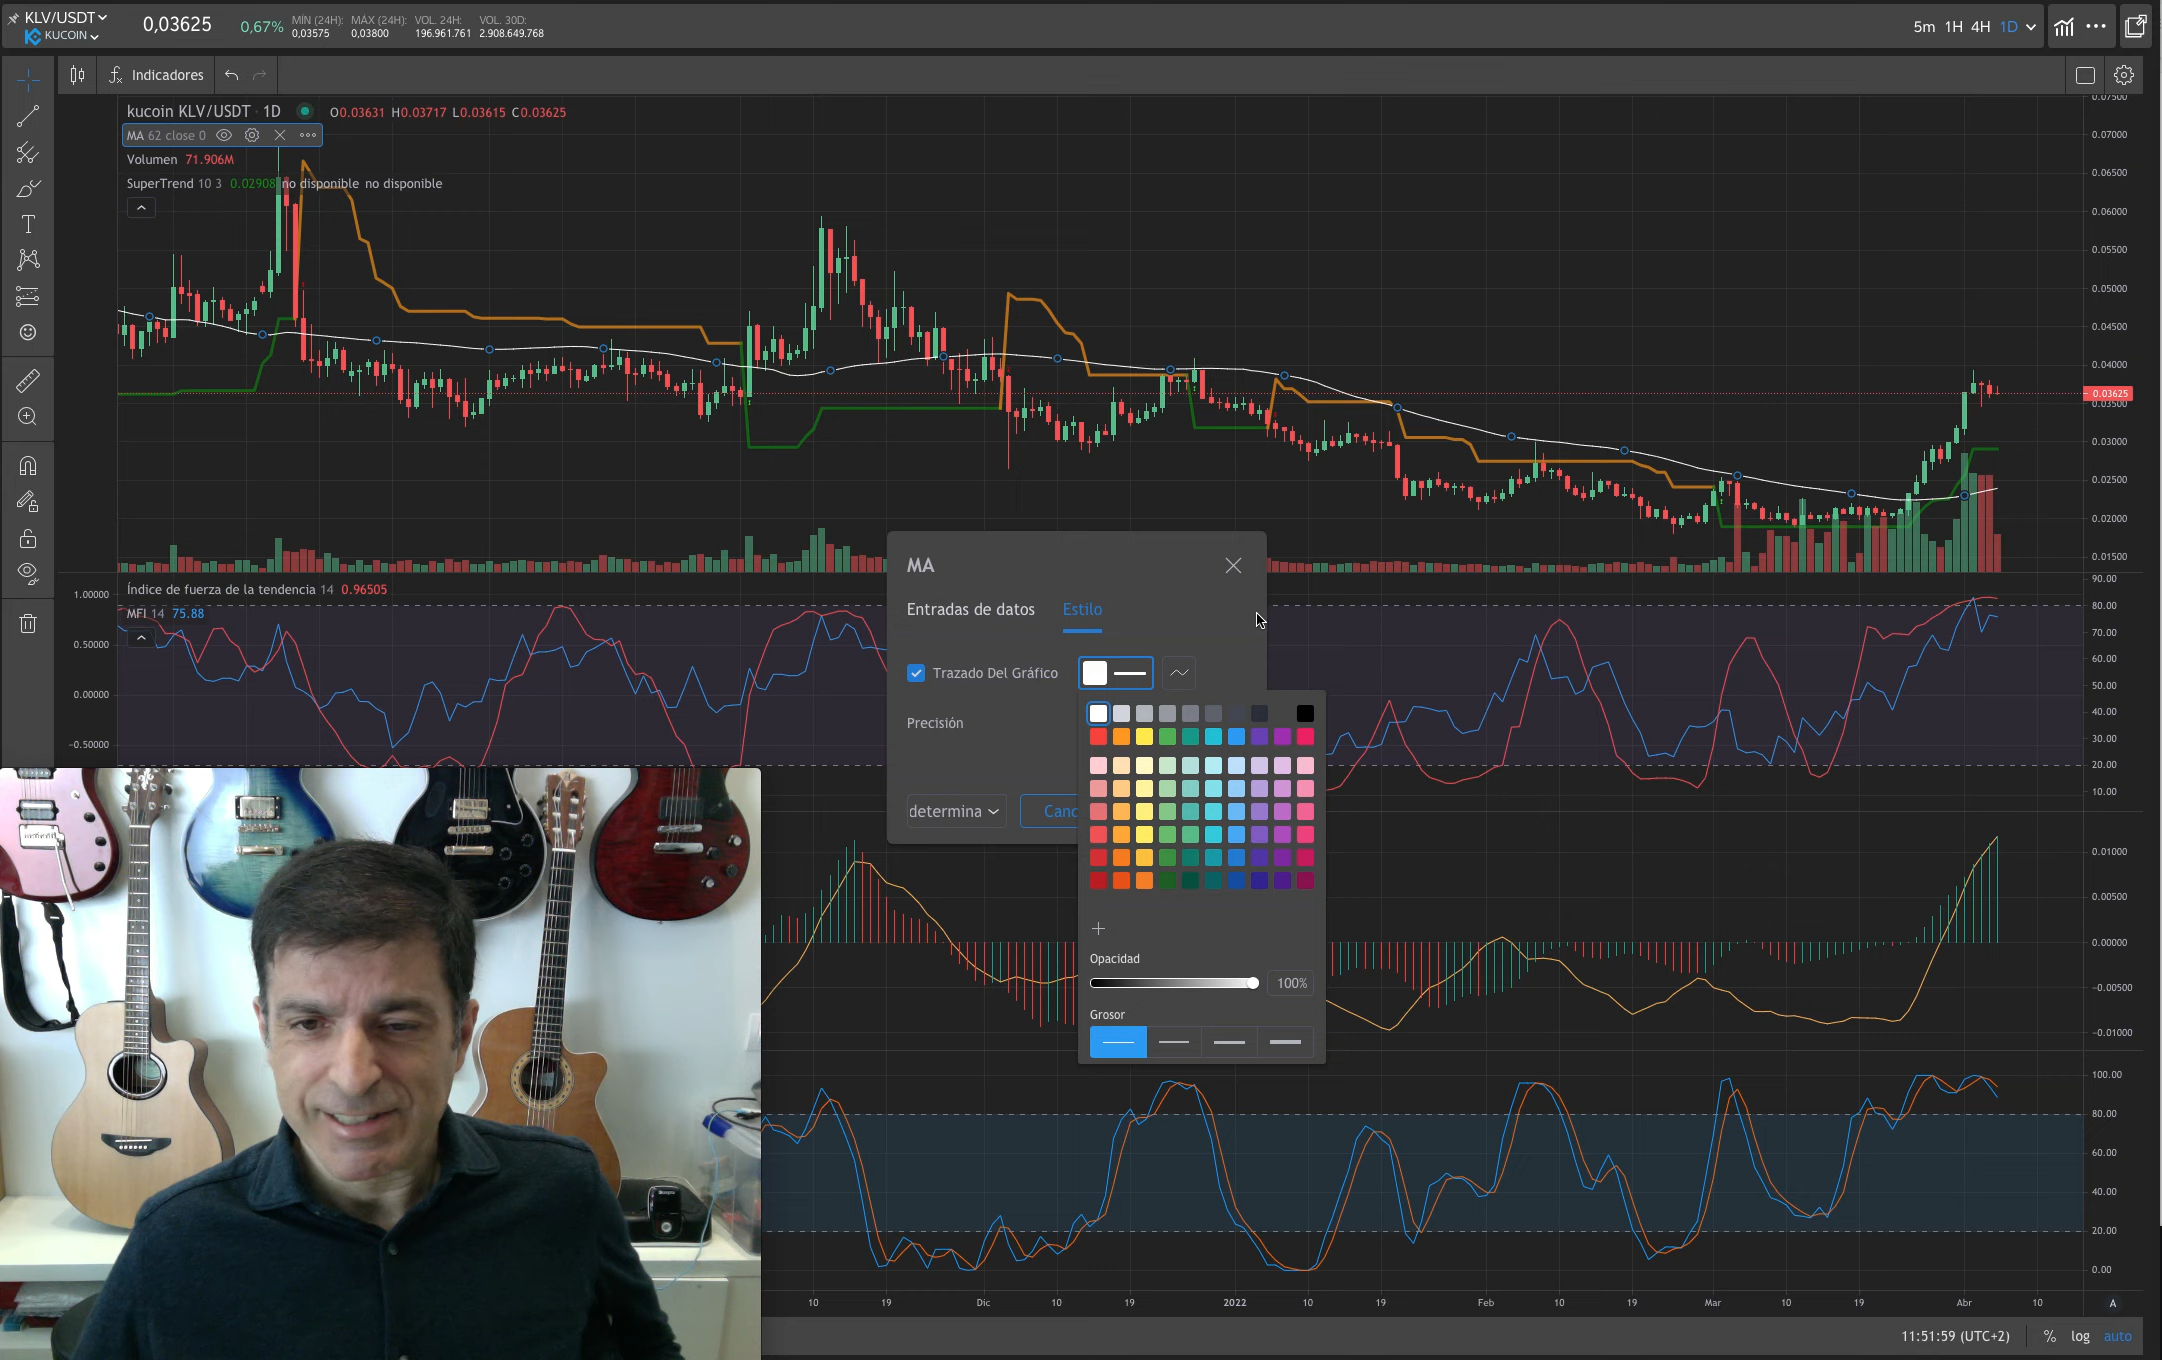 KLV/USDT
KUCOIN
0,03625
0,67%
MÍN (24H): MÁX (24H): VOL. 24H: VOL. 30D:
0,03575 0,03800 196.961.761 2.908.649.768
5m 1H 4H 1D
Indicadores
kucoin KLV/USDT · 1D O0.03631 H0.03717 L0.03615 C0.03625
MA 62 close 0
Volumen 71.906M
SuperTrend 10 3 0.02908 no disponible no disponible
0.07500
0.07000
0.06500
0.06000
0.05500
0.05000
0.04500
0.04000
0.03625
0.03500
0.03000
0.02500
0.02000
0.01500
Índice de fuerza de la tendencia 14 0.96505
MFI 14 75.88
1.00000
0.50000
0.00000
−0.50000
90.00
80.00
70.00
60.00
50.00
40.00
30.00
20.00
10.00
MA
Entradas de datos Estilo
Trazado Del Gráfico
Precisión
determina
Canc
Opacidad
100%
Grosor
0.01000
0.00500
0.00000
−0.00500
−0.01000
100.00
80.00
60.00
40.00
20.00
0.00
10 19 Dic 10 19 2022 10 19 Feb 10 19 Mar 10 19 Abr 10
A
11:51:59 (UTC+2) % log auto